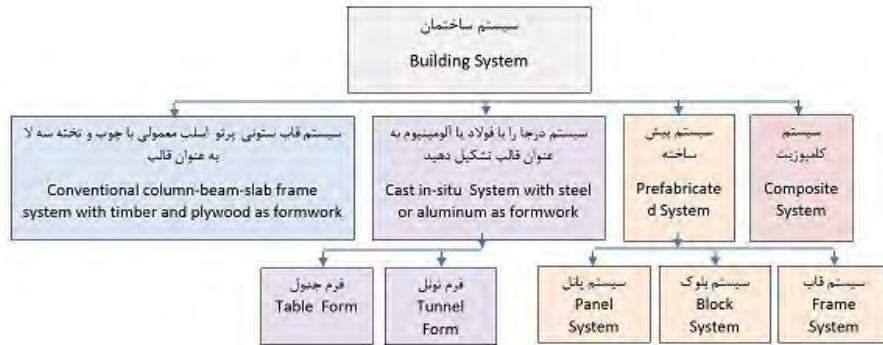 سیستم ساختمان
Building System
سیستم قاب ستونی پرتو اسلب معمولی با چوب و تخته سه لا
به عنوان قالب
Conventional column-beam-slab frame
system with timber and plywood as formwork
سیستم درجا را با فولاد یا آلومینیوم به
عنوان قالب تشکیل دهید
Cast in-situ System with steel
or aluminum as formwork
سیستم پیش
ساخته
Prefabricate
d System
سیستم
کامپوزیت
Composite
System
فرم جدول
Table Form
فرم تونل
Tunnel
Form
سیستم پانل
Panel
System
سیستم بلوک
Block
System
سیستم قاب
Frame
System